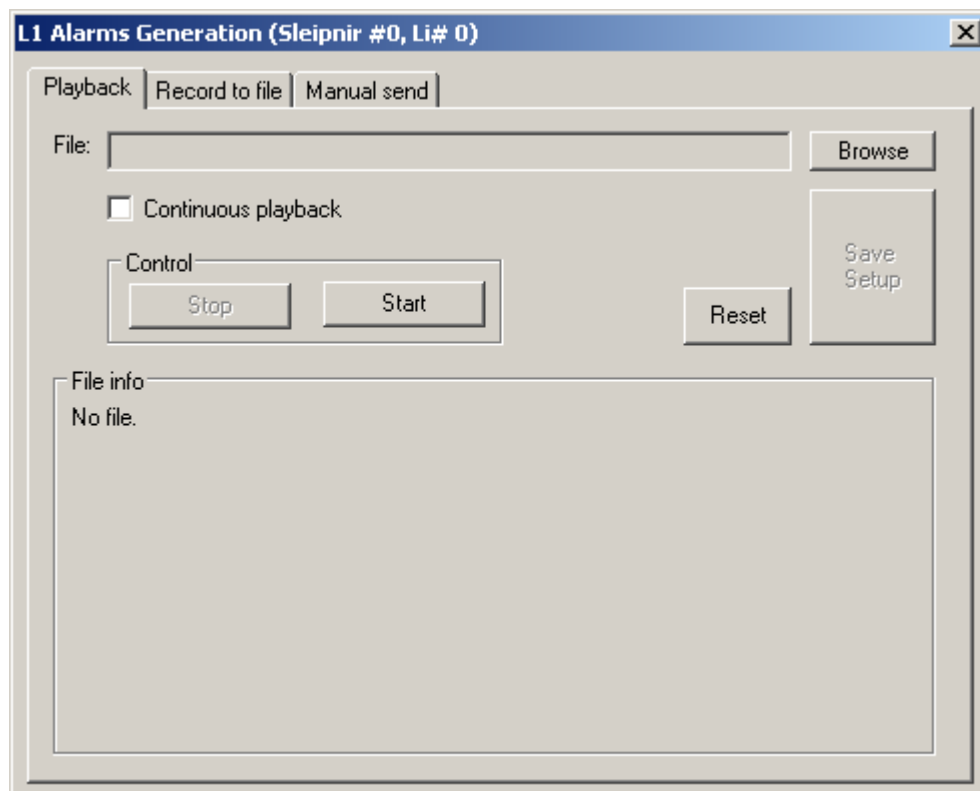 L1 Alarms Generation (Sleipnir #0, Li# 0)
Playback Record to file Manual send
File: Browse
Continuous playback
Save
Setup
Control
Stop Start
Reset
File info
No file.